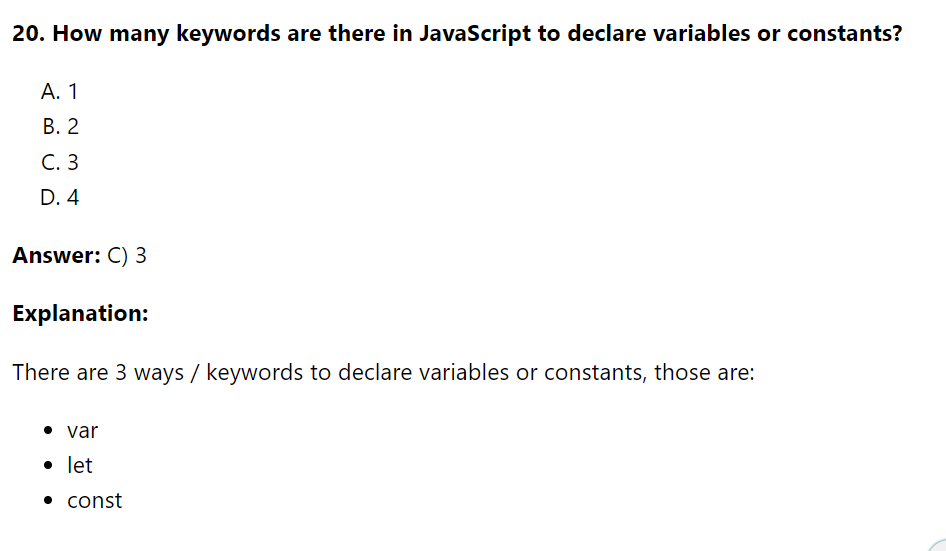 20. How many keywords are there in JavaScript to declare variables or constants?
A. 1
B. 2
C. 3
D. 4
Answer: C) 3
Explanation:
There are 3 ways / keywords to declare variables or constants, those are:
• var
• let
• const